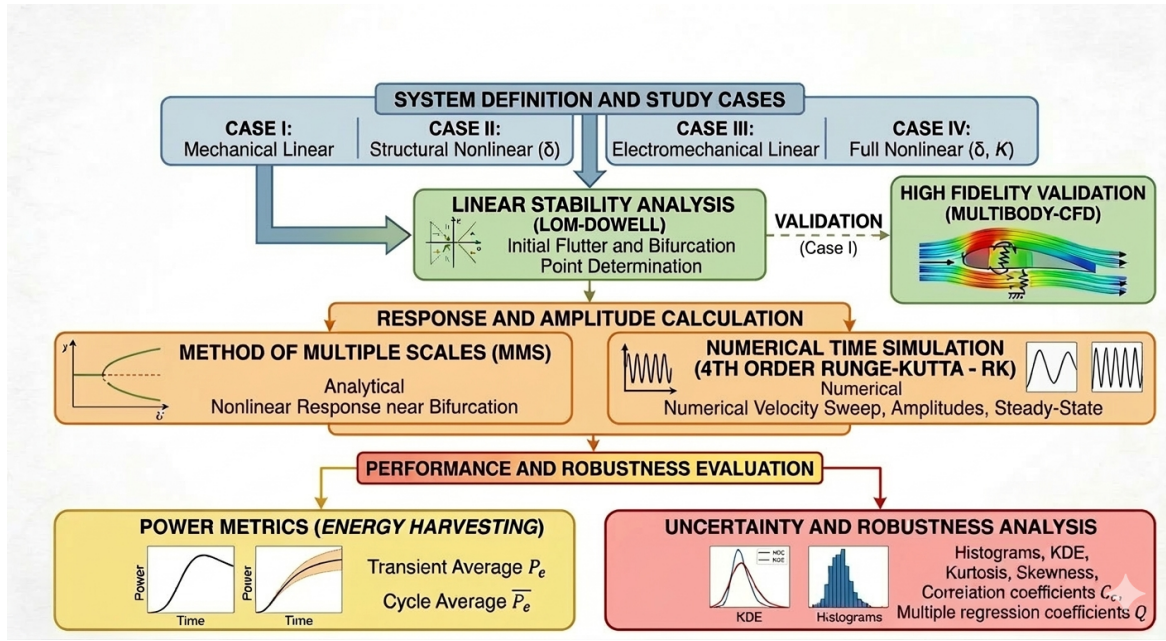 SYSTEM DEFINITION AND STUDY CASES
CASE I:
Mechanical Linear
CASE II:
Structural Nonlinear (δ)
CASE III:
Electromechanical Linear
CASE IV:
Full Nonlinear (δ, K)
LINEAR STABILITY ANALYSIS
(LOM-DOWELL)
Initial Flutter and Bifurcation
Point Determination
VALIDATION
(Case I)
HIGH FIDELITY VALIDATION
(MULTIBODY-CFD)
RESPONSE AND AMPLITUDE CALCULATION
METHOD OF MULTIPLE SCALES (MMS)
Analytical
Nonlinear Response near Bifurcation
y
NUMERICAL TIME SIMULATION
(4TH ORDER RUNGE-KUTTA - RK)
Numerical
Numerical Velocity Sweep, Amplitudes, Steady-State
PERFORMANCE AND ROBUSTNESS EVALUATION
POWER METRICS (ENERGY HARVESTING)
Power
Time
Power
Time
Transient Average Pₑ
Cycle Average P̅ₑ
UNCERTAINTY AND ROBUSTNESS ANALYSIS
KDE
Histograms
Histograms, KDE,
Kurtosis, Skewness,
Correiation coefficients
Multiple regression coefficients Q